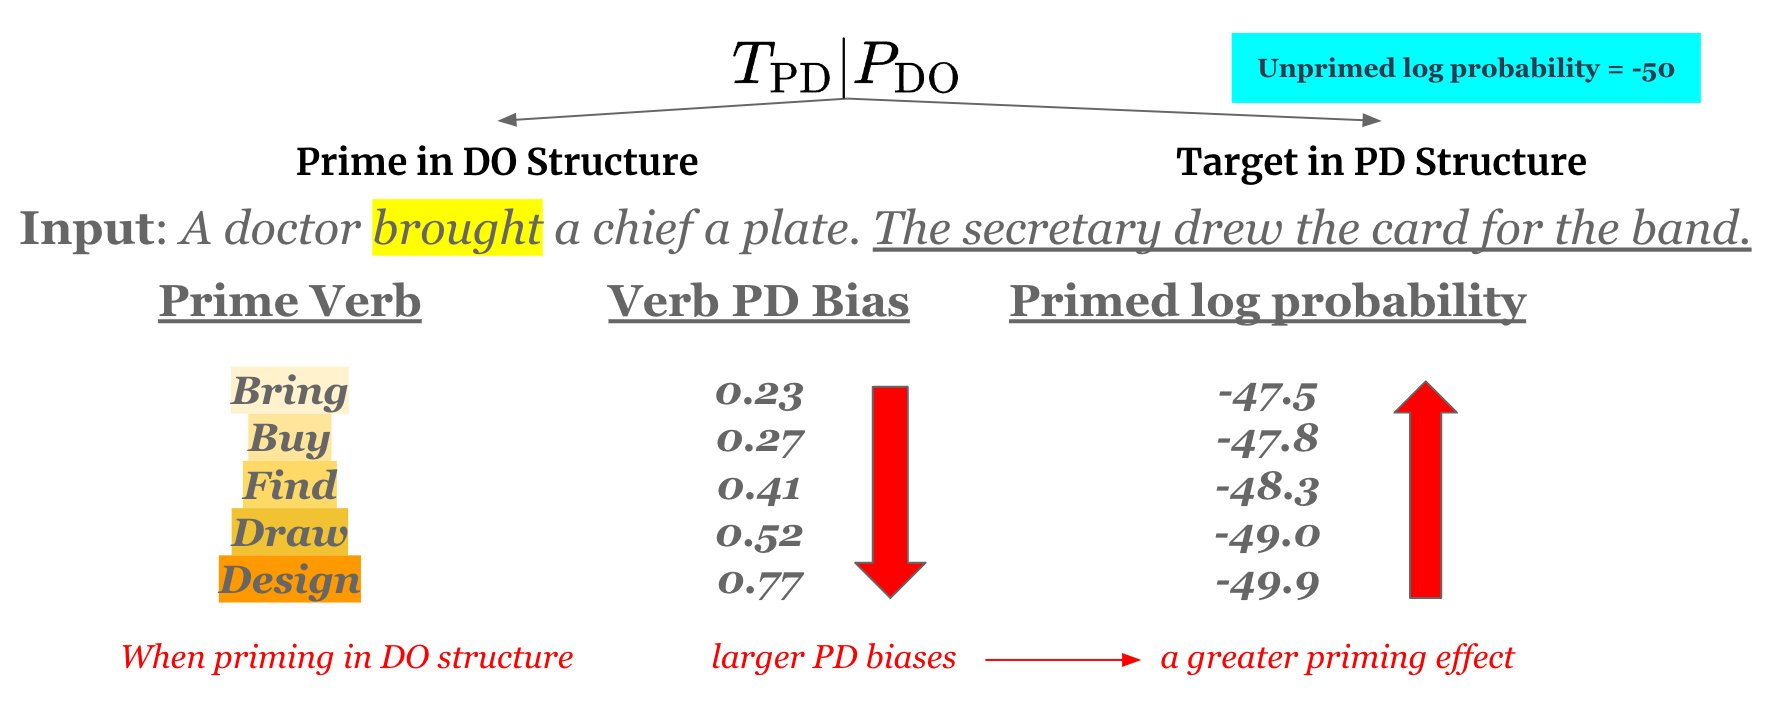 T_PD|P_DO
Unprimed log probability = -50
Prime in DO Structure
Target in PD Structure
Input: A doctor brought a chief a plate. The secretary drew the card for the band.
Prime Verb Verb PD Bias Primed log probability
Bring 0.23 -47.5
Buy 0.27 -47.8
Find 0.41 -48.3
Draw 0.52 -49.0
Design 0.77 -49.9
When priming in DO structure larger PD biases a greater priming effect